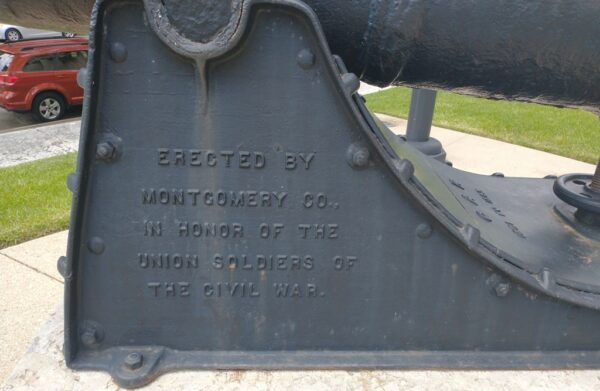 ERECTED BY
MONTGOMERY CO.,
IN HONOR OF THE
UNION SOLDIERS OF
THE CIVIL WAR.